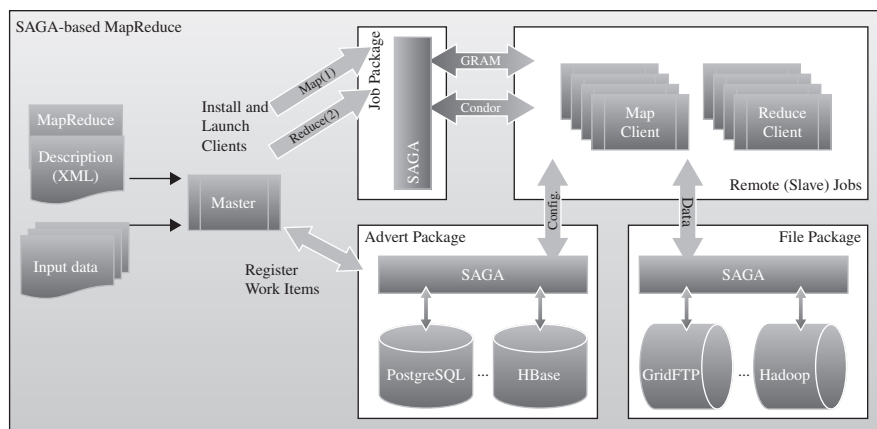 SAGA-based MapReduce
MapReduce
Description
(XML)
Input data
Master
Install and
Launch
Clients
Map(1)
Reduce(2)
Register
Work Items
Job Package
SAGA
GRAM
Condor
Map
Client
Reduce
Client
Remote (Slave) Jobs
Config.
Data
Advert Package
SAGA
PostgreSQL
...
HBase
File Package
SAGA
GridFTP
...
Hadoop